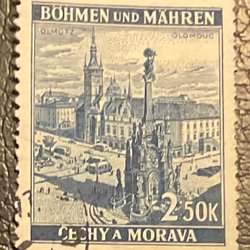 BÖHMEN UND MÄHREN
OLMÜTZ OLOMOUC
2·50K
ČECHY A MORAVA